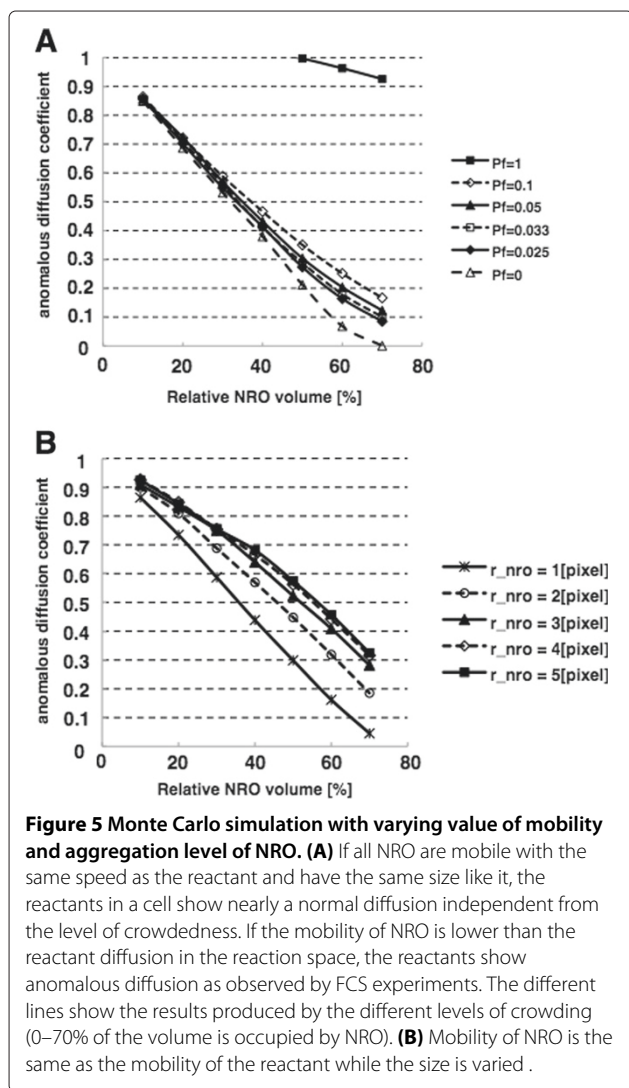 A
anomalous diffusion coefficient
1
0.9
0.8
0.7
0.6
0.5
0.4
0.3
0.2
0.1
0
0 20 40 60 80
Relative NRO volume [%]
Pf=1
Pf=0.1
Pf=0.05
Pf=0.033
Pf=0.025
Pf=0
B
anomalous diffusion coefficient
1
0.9
0.8
0.7
0.6
0.5
0.4
0.3
0.2
0.1
0
0 20 40 60 80
Relative NRO volume [%]
r_nro = 1[pixel]
r_nro = 2[pixel]
r_nro = 3[pixel]
r_nro = 4[pixel]
r_nro = 5[pixel]
Figure 5 Monte Carlo simulation with varying value of mobility
and aggregation level of NRO. (A) If all NRO are mobile with the
same speed as the reactant and have the same size like it, the
reactants in a cell show nearly a normal diffusion independent from
the level of crowdedness. If the mobility of NRO is lower than the
reactant diffusion in the reaction space, the reactants show
anomalous diffusion as observed by FCS experiments. The different
lines show the results produced by the different levels of crowding
(0–70% of the volume is occupied by NRO). (B) Mobility of NRO is the
same as the mobility of the reactant while the size is varied .